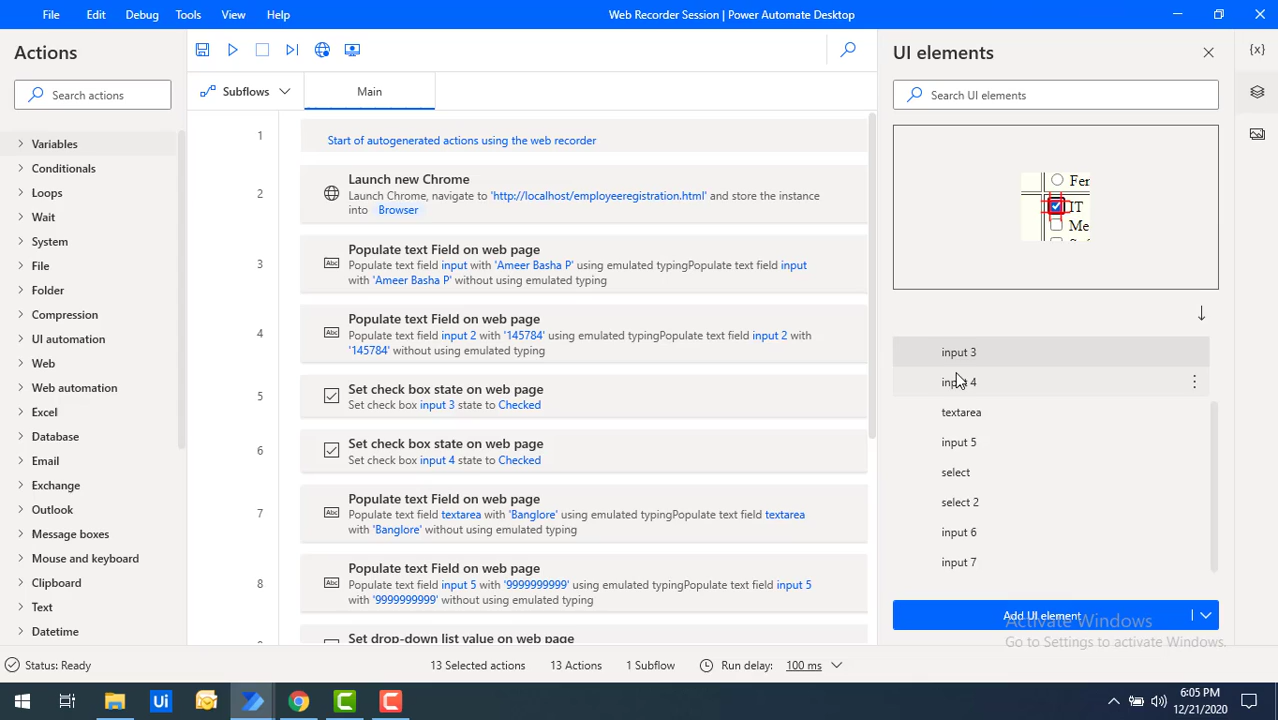 File Edit Debug Tools View Help Web Recorder Session | Power Automate Desktop
Actions
Search actions
Variables
Conditionals
Loops
Wait
System
File
Folder
Compression
UI automation
Web
Web automation
Excel
Database
Email
Exchange
Outlook
Message boxes
Mouse and keyboard
Clipboard
Text
Datetime
Subflows Main
1 Start of autogenerated actions using the web recorder
2 Launch new Chrome
Launch Chrome, navigate to 'http://localhost/employeeregistration.html' and store the instance
into Browser
3 Populate text Field on web page
Populate text field input with 'Ameer Basha P' using emulated typingPopulate text field input
with 'Ameer Basha P' without using emulated typing
4 Populate text Field on web page
Populate text field input 2 with '145784' using emulated typingPopulate text field input 2 with
'145784' without using emulated typing
5 Set check box state on web page
Set check box input 3 state to Checked
6 Set check box state on web page
Set check box input 4 state to Checked
7 Populate text Field on web page
Populate text field textarea with 'Banglore' using emulated typingPopulate text field textarea
with 'Banglore' without using emulated typing
8 Populate text Field on web page
Populate text field input 5 with '9999999999' using emulated typingPopulate text field input 5
with '9999999999' without using emulated typing
Set drop-down list value on web page
UI elements
{x}
Search UI elements
Fer
IT
Me
input 3
input 4
textarea
input 5
select
select 2
input 6
input 7
Add UI element
Activate Windows
Go to Settings to activate Windows.
Status: Ready 13 Selected actions 13 Actions 1 Subflow Run delay: 100 ms
Ui
6:05 PM
12/21/2020